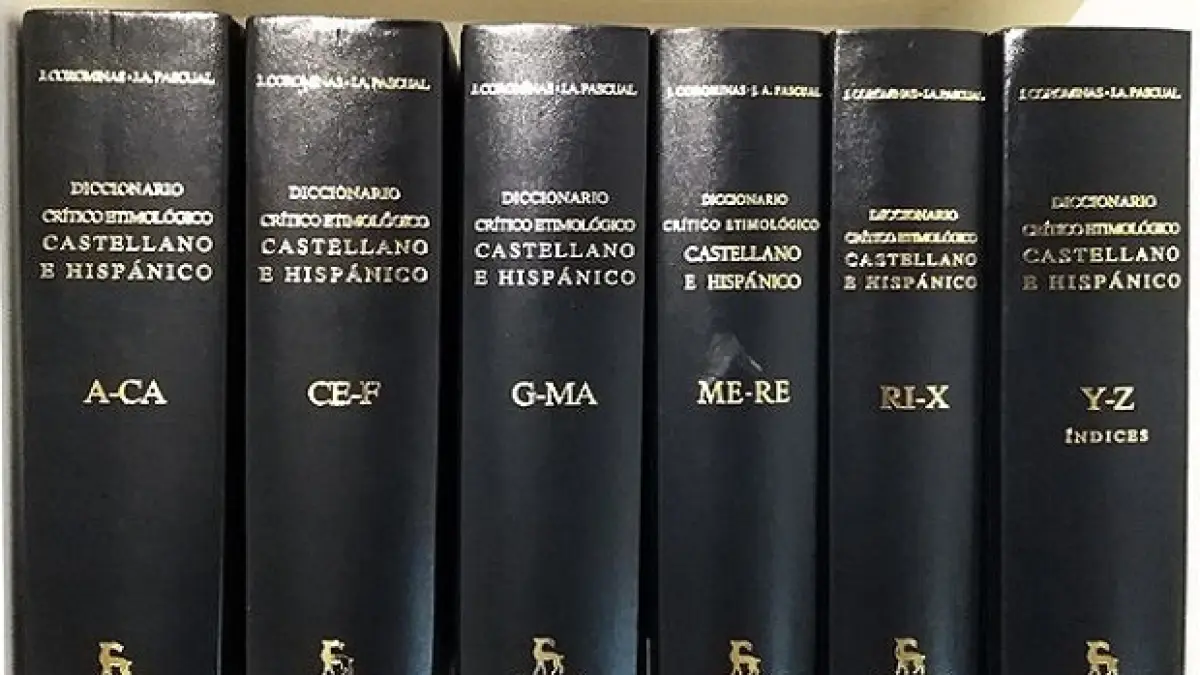 J. COROMINAS - J.A. PASCUAL
DICCIONARIO
CRÍTICO ETIMOLÓGICO
CASTELLANO
E HISPÁNICO
A-CA
J. COROMINAS - J.A. PASCUAL
DICCIONARIO
CRÍTICO ETIMOLÓGICO
CASTELLANO
E HISPÁNICO
CE-F
J. COROMINAS - J.A. PASCUAL
DICCIONARIO
CRÍTICO ETIMOLÓGICO
CASTELLANO
E HISPÁNICO
G-MA
J. COROMINAS - J. A. PASCUAL
DICCIONARIO
CRÍTICO ETIMOLÓGICO
CASTELLANO
E HISPÁNICO
ME-RE
J. COROMINAS - J.A. PASCUAL
DICCIONARIO
CRÍTICO ETIMOLÓGICO
CASTELLANO
E HISPÁNICO
RI-X
J. COROMINAS - J.A. PASCUAL
DICCIONARIO
CRÍTICO ETIMOLÓGICO
CASTELLANO
E HISPÁNICO
Y-Z
ÍNDICES